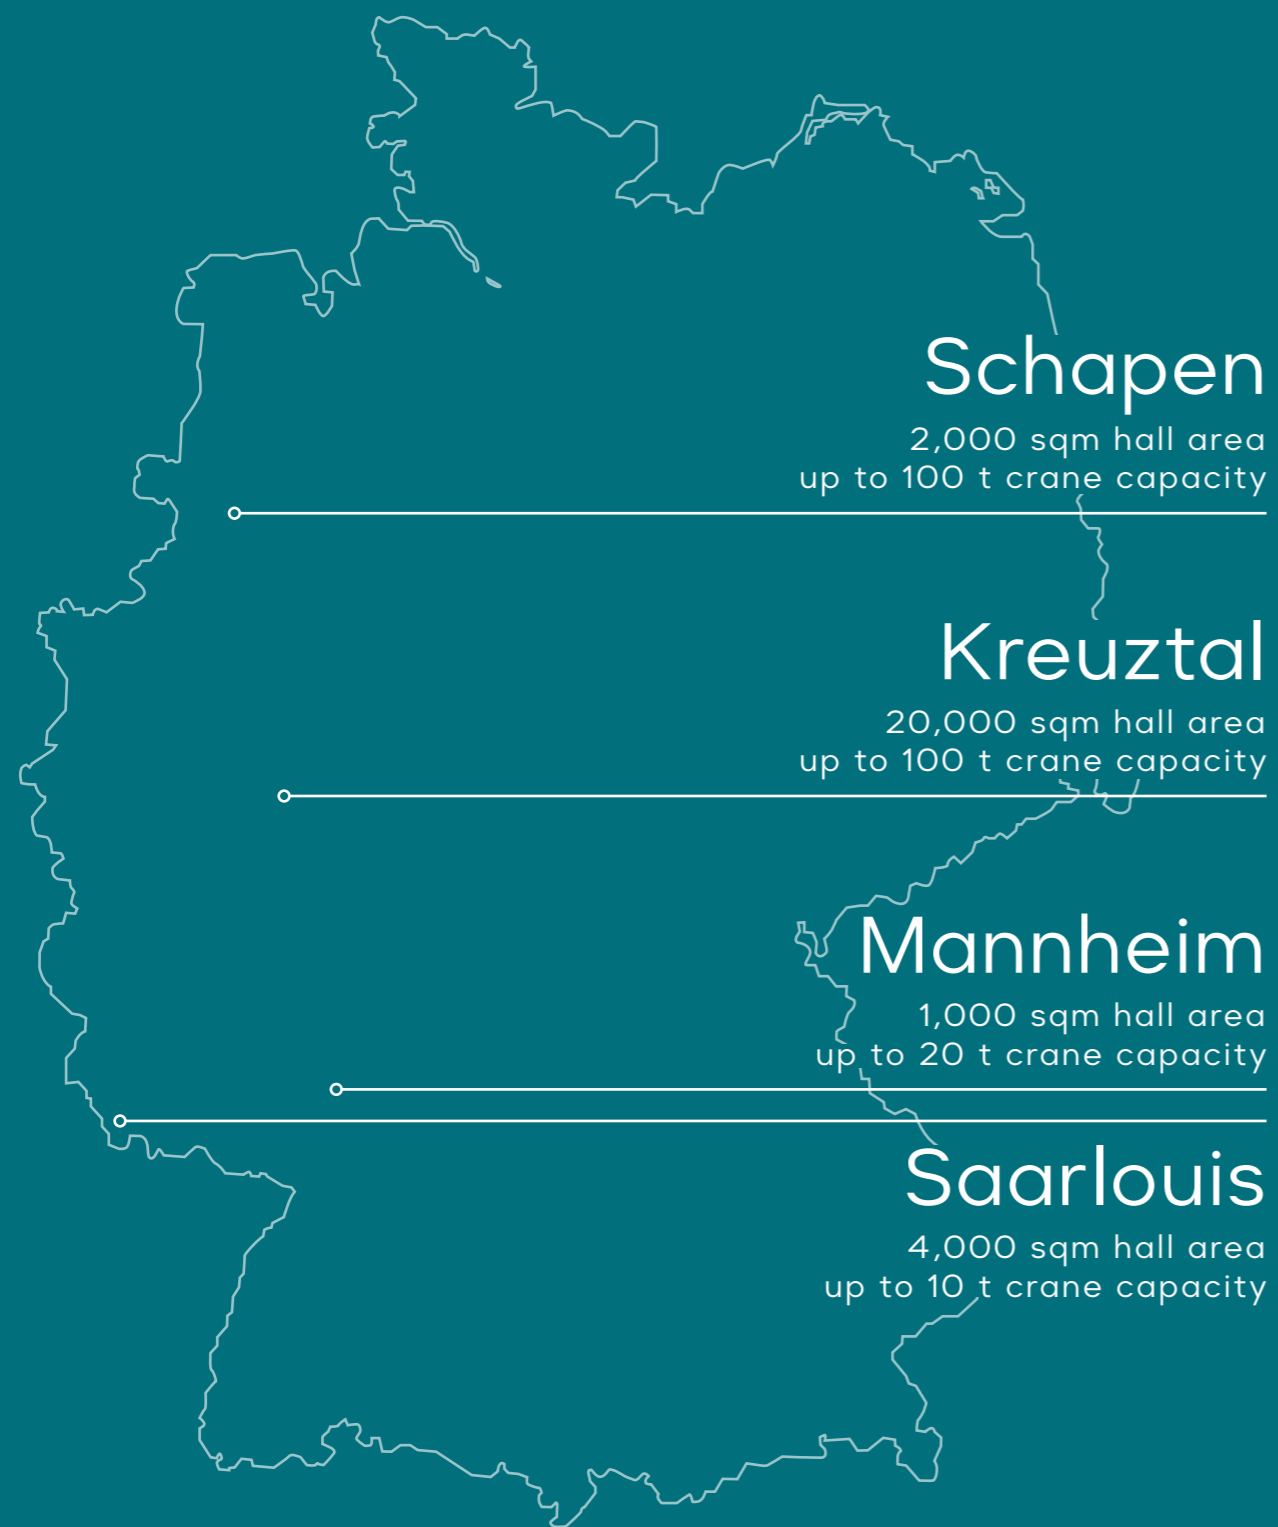 Schapen
2,000 sqm hall area
up to 100 t crane capacity
Kreuztal
20,000 sqm hall area
up to 100 t crane capacity
Mannheim
1,000 sqm hall area
up to 20 t crane capacity
Saarlouis
4,000 sqm hall area
up to 10 t crane capacity